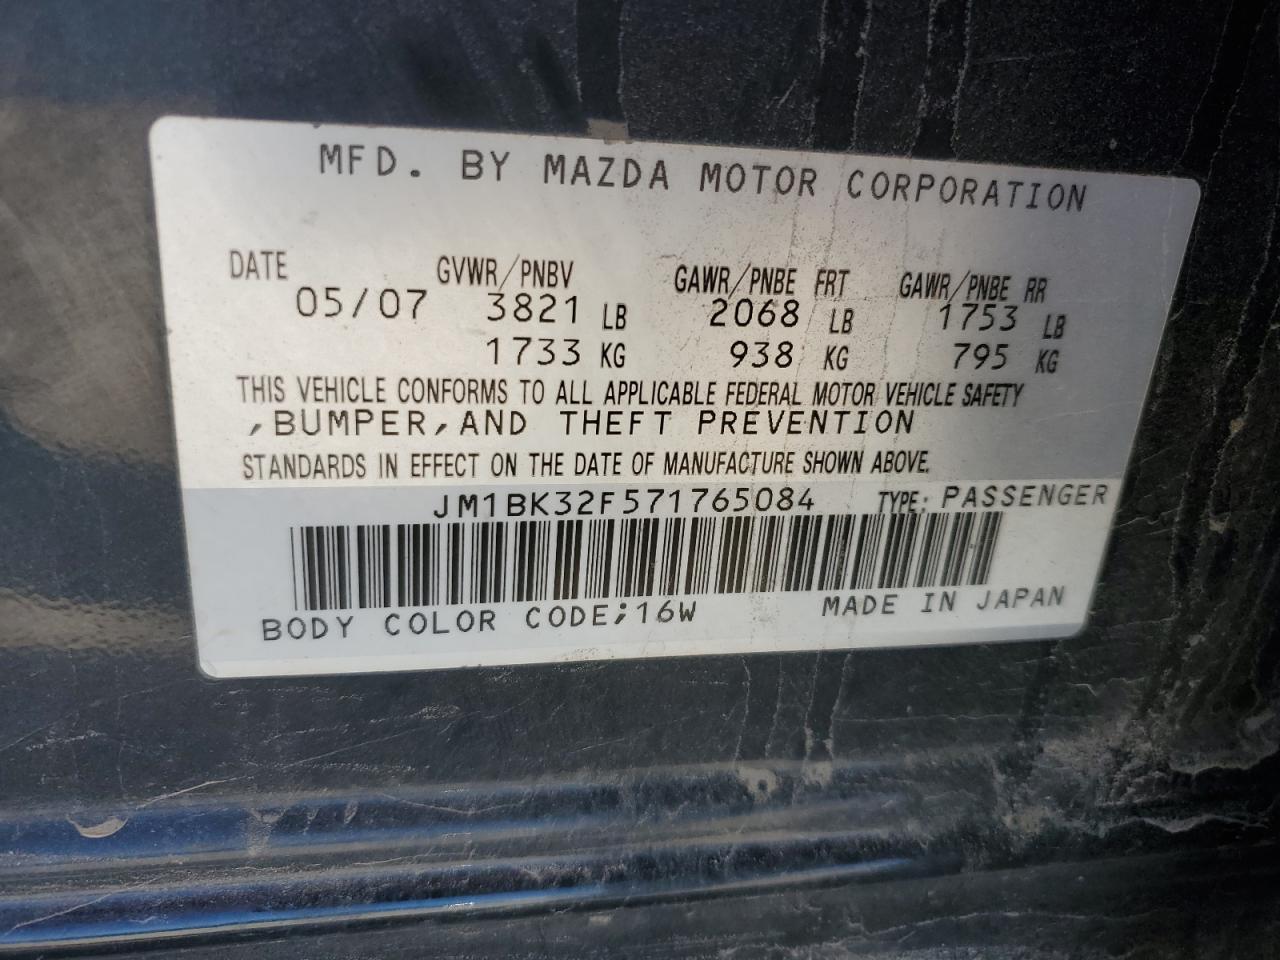 MFD. BY MAZDA MOTOR CORPORATION
DATE GVWR/PNBV GAWR/PNBE FRT GAWR/PNBE RR
05/07 3821 LB 2068 LB 1753 LB
1733 KG 938 KG 795 KG
THIS VEHICLE CONFORMS TO ALL APPLICABLE FEDERAL MOTOR VEHICLE SAFETY
,BUMPER,AND THEFT PREVENTION
STANDARDS IN EFFECT ON THE DATE OF MANUFACTURE SHOWN ABOVE.
JM1BK32F571765084 TYPE: PASSENGER
BODY COLOR CODE;16W MADE IN JAPAN